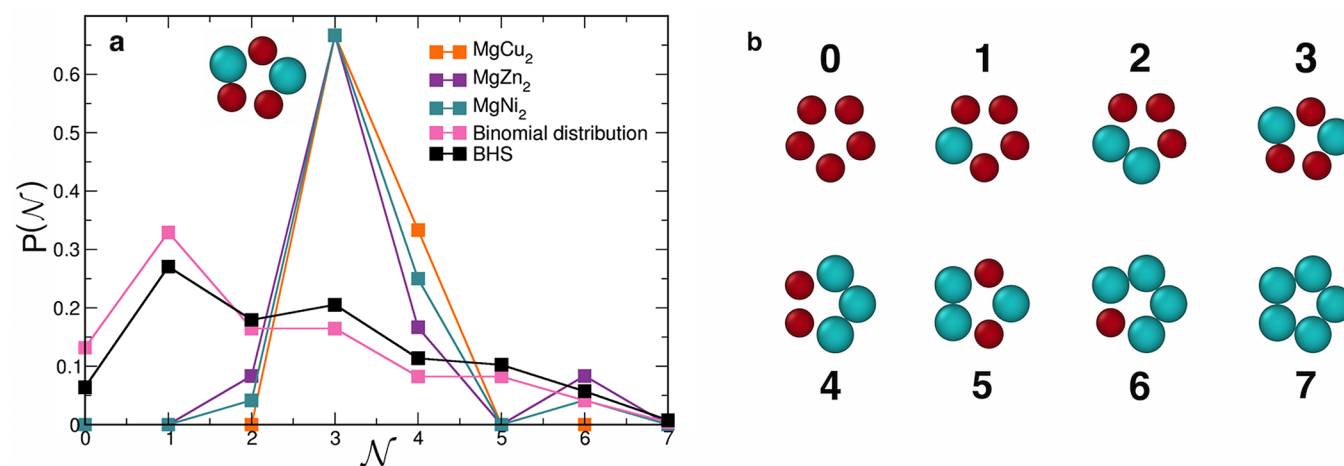 a
MgCu₂
MgZn₂
MgNi₂
Binomial distribution
BHS
P(𝒩)
0.6
0.5
0.4
0.3
0.2
0.1
0
0 1 2 3 4 5 6 7
𝒩
b
0 1 2 3
4 5 6 7